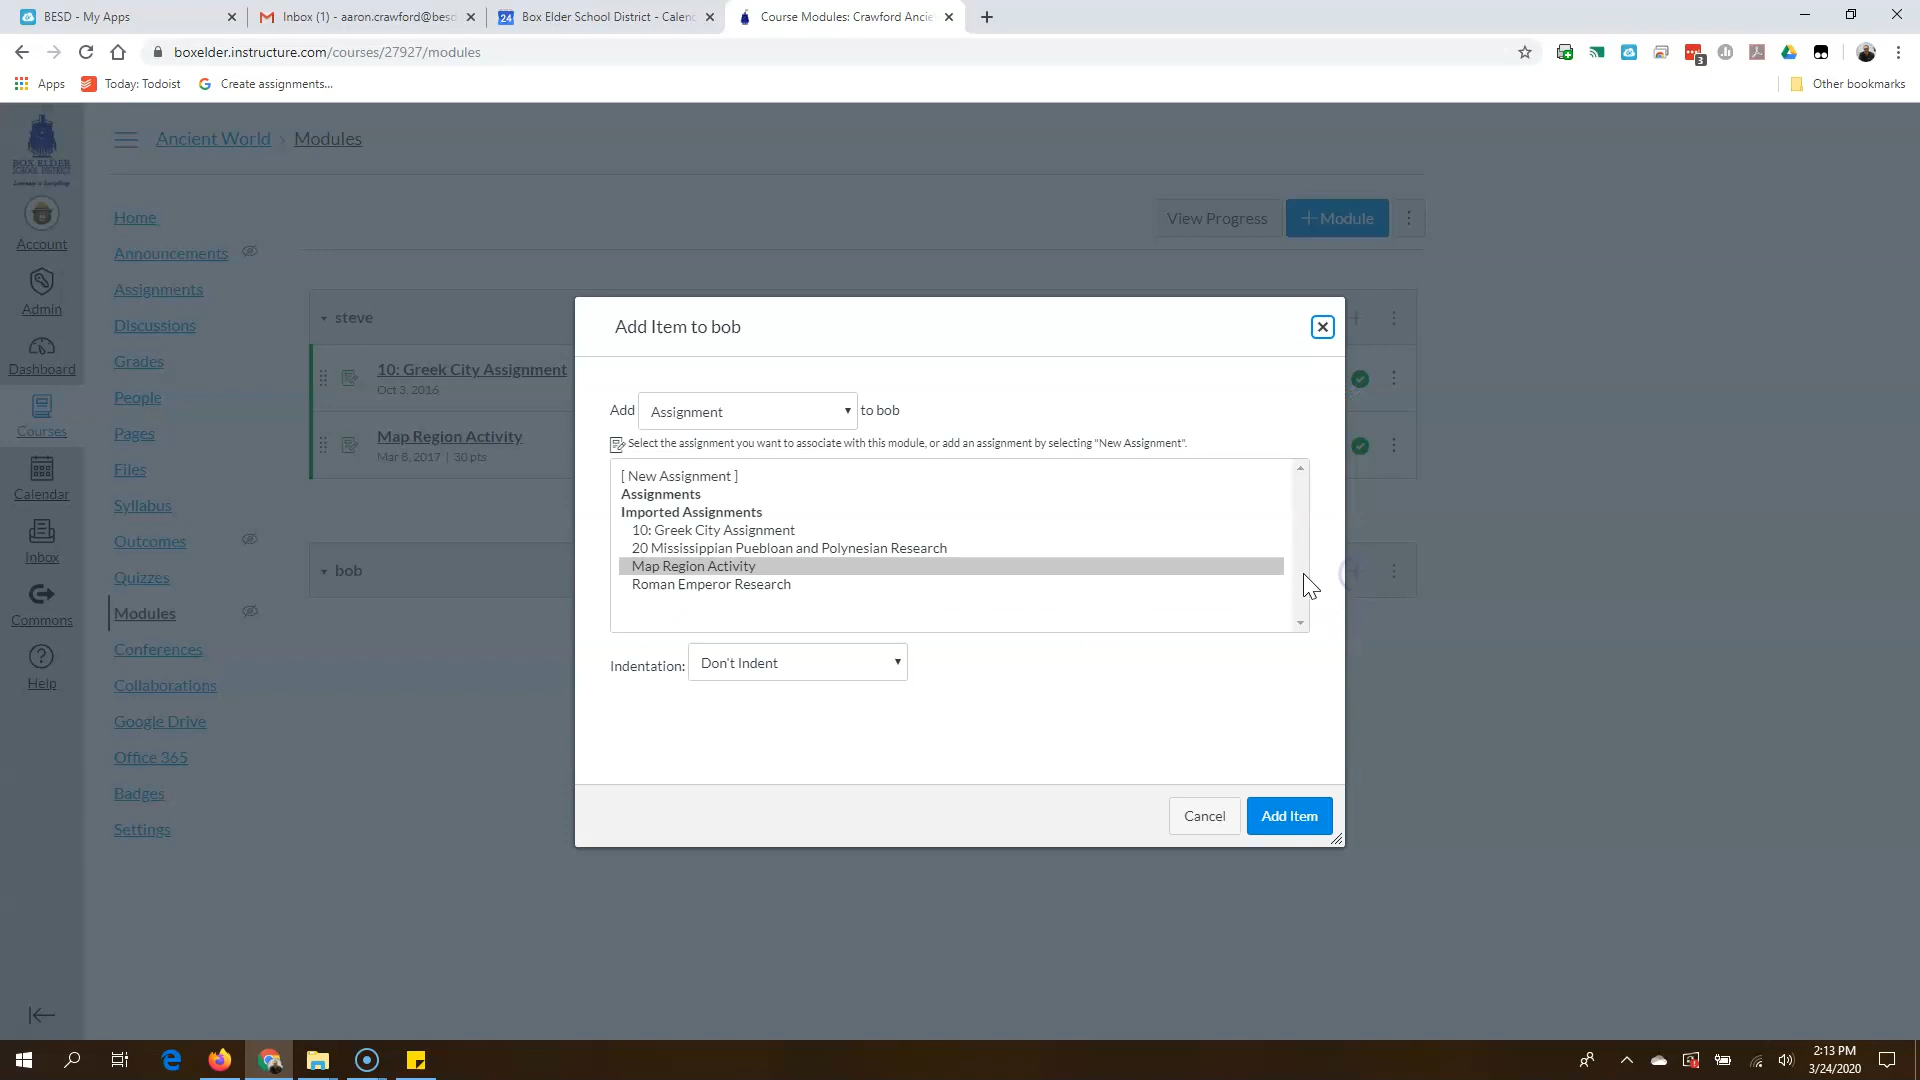 BESD - My Apps
Inbox (1) - aaron.crawford@besd
Box Elder School District - Calend
Course Modules: Crawford Ancie
boxelder.instructure.com/courses/27927/modules
3
Apps
Today: Todoist
Create assignments...
Other bookmarks
BOX ELDER
SCHOOL DISTRICT
Ancient World › Modules
Account
Admin
Dashboard
Courses
Calendar
Inbox
Commons
Help
Home
Announcements
Assignments
Discussions
Grades
People
Pages
Files
Syllabus
Outcomes
Quizzes
Modules
Conferences
Collaborations
Google Drive
Office 365
Badges
Settings
View Progress
+ Module
steve
10: Greek City Assignment
Oct 3, 2016
Map Region Activity
Mar 8, 2017 | 30 pts
bob
Add Item to bob
Add Assignment to bob
Select the assignment you want to associate with this module, or add an assignment by selecting "New Assignment".
[ New Assignment ]
Assignments
Imported Assignments
10: Greek City Assignment
20 Mississippian Puebloan and Polynesian Research
Map Region Activity
Roman Emperor Research
Indentation: Don't Indent
Cancel
Add Item
2:13 PM
3/24/2020